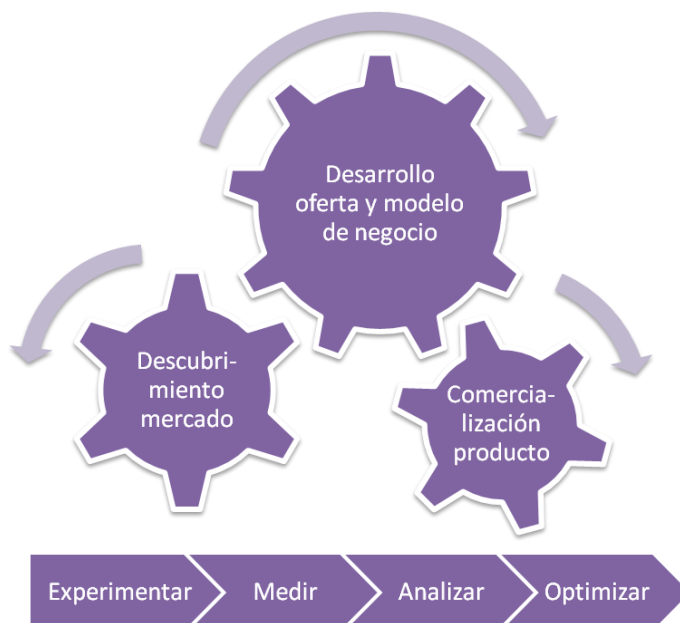 Desarrollo
oferta y modelo
de negocio
Descubri-
miento
mercado
Comercia-
lización
producto
Experimentar
Medir
Analizar
Optimizar